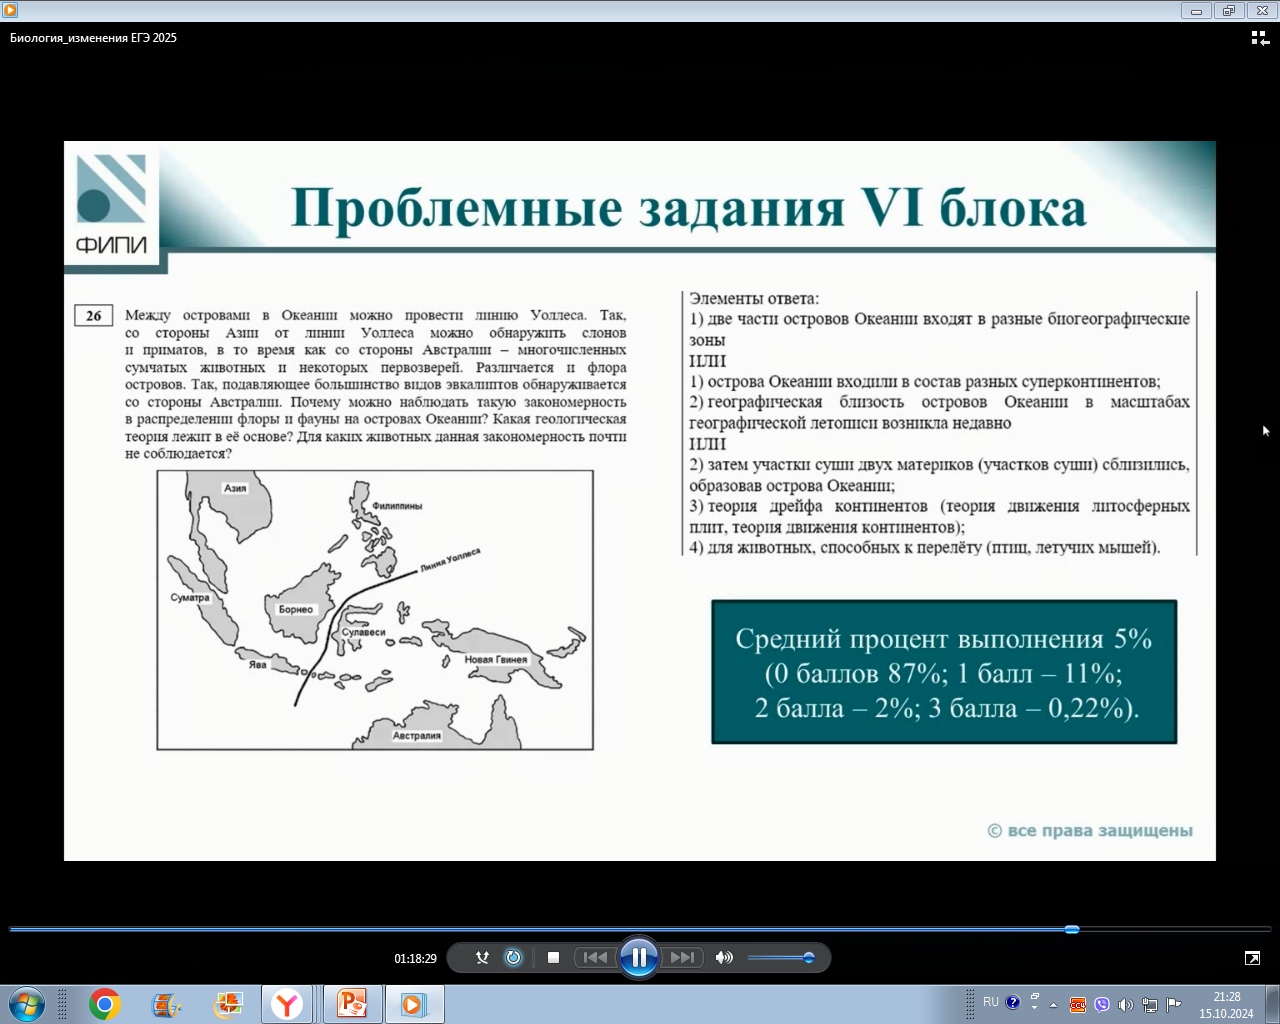 Биология_изменения ЕГЭ 2025
ФИПИ
Проблемные задания VI блока
26
Между островами в Океании можно провести линию Уоллеса. Так,
со стороны Азии от линии Уоллеса можно обнаружить слонов
и приматов, в то время как со стороны Австралии – многочисленных
сумчатых животных и некоторых первозверей. Различается и флора
островов. Так, подавляющее большинство видов эвкалиптов обнаруживается
со стороны Австралии. Почему можно наблюдать такую закономерность
в распределении флоры и фауны на островах Океании? Какая геологическая
теория лежит в её основе? Для каких животных данная закономерность почти
не соблюдается?
Азия
Филиппины
Линия Уоллеса
Суматра
Борнео
Сулавеси
Ява
Новая Гвинея
Австралия
Элементы ответа:
1) две части островов Океании входят в разные биогеографические
зоны
ИЛИ
1) острова Океании входили в состав разных суперконтинентов;
2) географическая близость островов Океании в масштабах
географической летописи возникла недавно
ИЛИ
2) затем участки суши двух материков (участков суши) сблизились,
образовав острова Океании;
3) теория дрейфа континентов (теория движения литосферных
плит, теория движения континентов);
4) для животных, способных к перелёту (птиц, летучих мышей).
Средний процент выполнения 5%
(0 баллов 87%; 1 балл – 11%;
2 балла – 2%; 3 балла – 0,22%).
© все права защищены
01:18:29
RU
21:28
15.10.2024